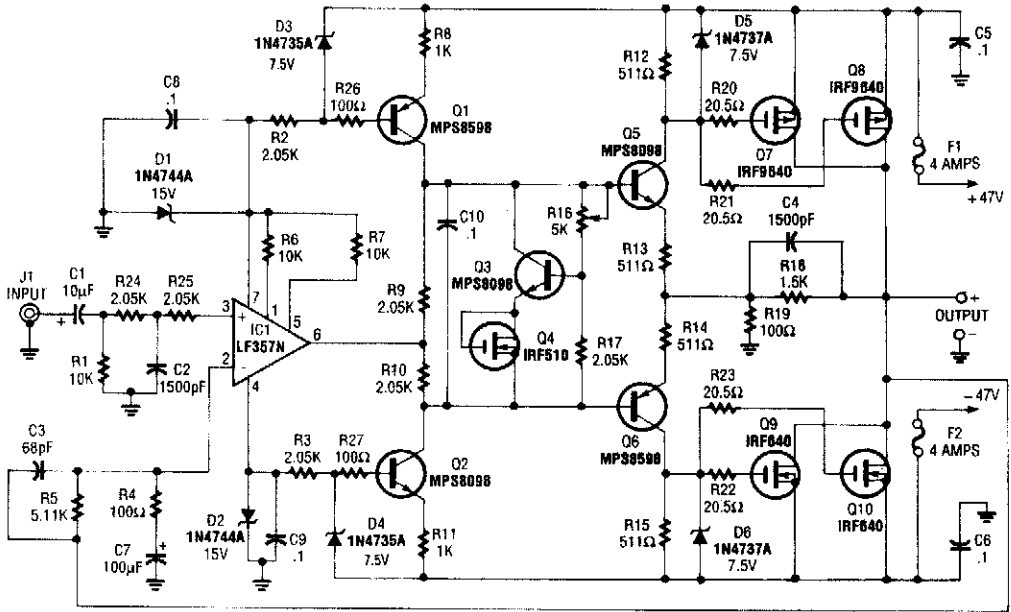 D3
1N4735A
7.5V
R8
1K
R12
511Ω
D5
1N4737A
7.5V
C5
.1
C8
.1
R26
100Ω
R2
2.05K
Q1
MPS8598
Q5
MPS8098
R20
20.5Ω
Q7
IRF9640
Q8
IRF9640
R21
20.5Ω
F1
4 AMPS
+47V
D1
1N4744A
15V
R6
10K
R7
10K
C10
.1
R16
5K
Q3
MPS8098
R13
511Ω
C4
1500pF
R18
1.5K
J1
INPUT
C1
10µF
+
R24
2.05K
R25
2.05K
3
+
7
1
5
IC1
LF357N
6
2
-
4
R9
2.05K
Q4
IRF510
R17
2.05K
R19
100Ω
+
OUTPUT
-
R1
10K
C2
1500pF
R10
2.05K
R14
511Ω
R23
20.5Ω
-47V
F2
4 AMPS
C3
68pF
R5
5.11K
R4
100Ω
R3
2.05K
R27
100Ω
Q2
MPS8098
Q6
MPS8598
Q9
IRF640
R22
20.5Ω
Q10
IRF640
C7
100µF
+
D2
1N4744A
15V
C9
.1
D4
1N4735A
7.5V
R11
1K
R15
511Ω
D6
1N4737A
7.5V
C6
.1